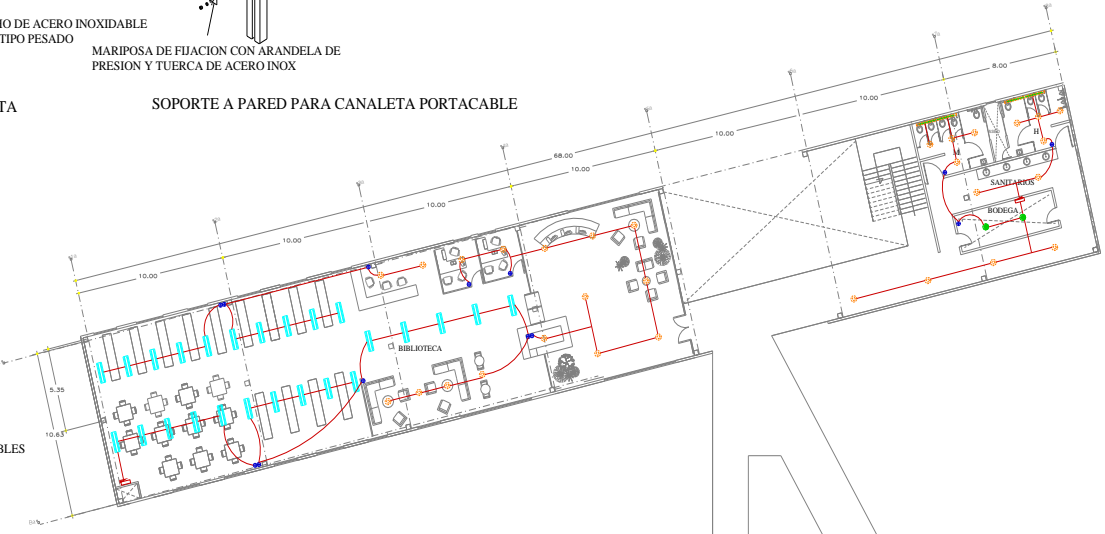 IO DE ACERO INOXIDABLE
TIPO PESADO
MARIPOSA DE FIJACION CON ARANDELA DE
PRESION Y TUERCA DE ACERO INOX
TA
SOPORTE A PARED PARA CANALETA PORTACABLE
8.00
10.00
10.00
68.00
10.00
10.00
10.00
10.00
M
H
SANITARIOS
BODEGA
BIBLIOTECA
5.35
10.63
BLES